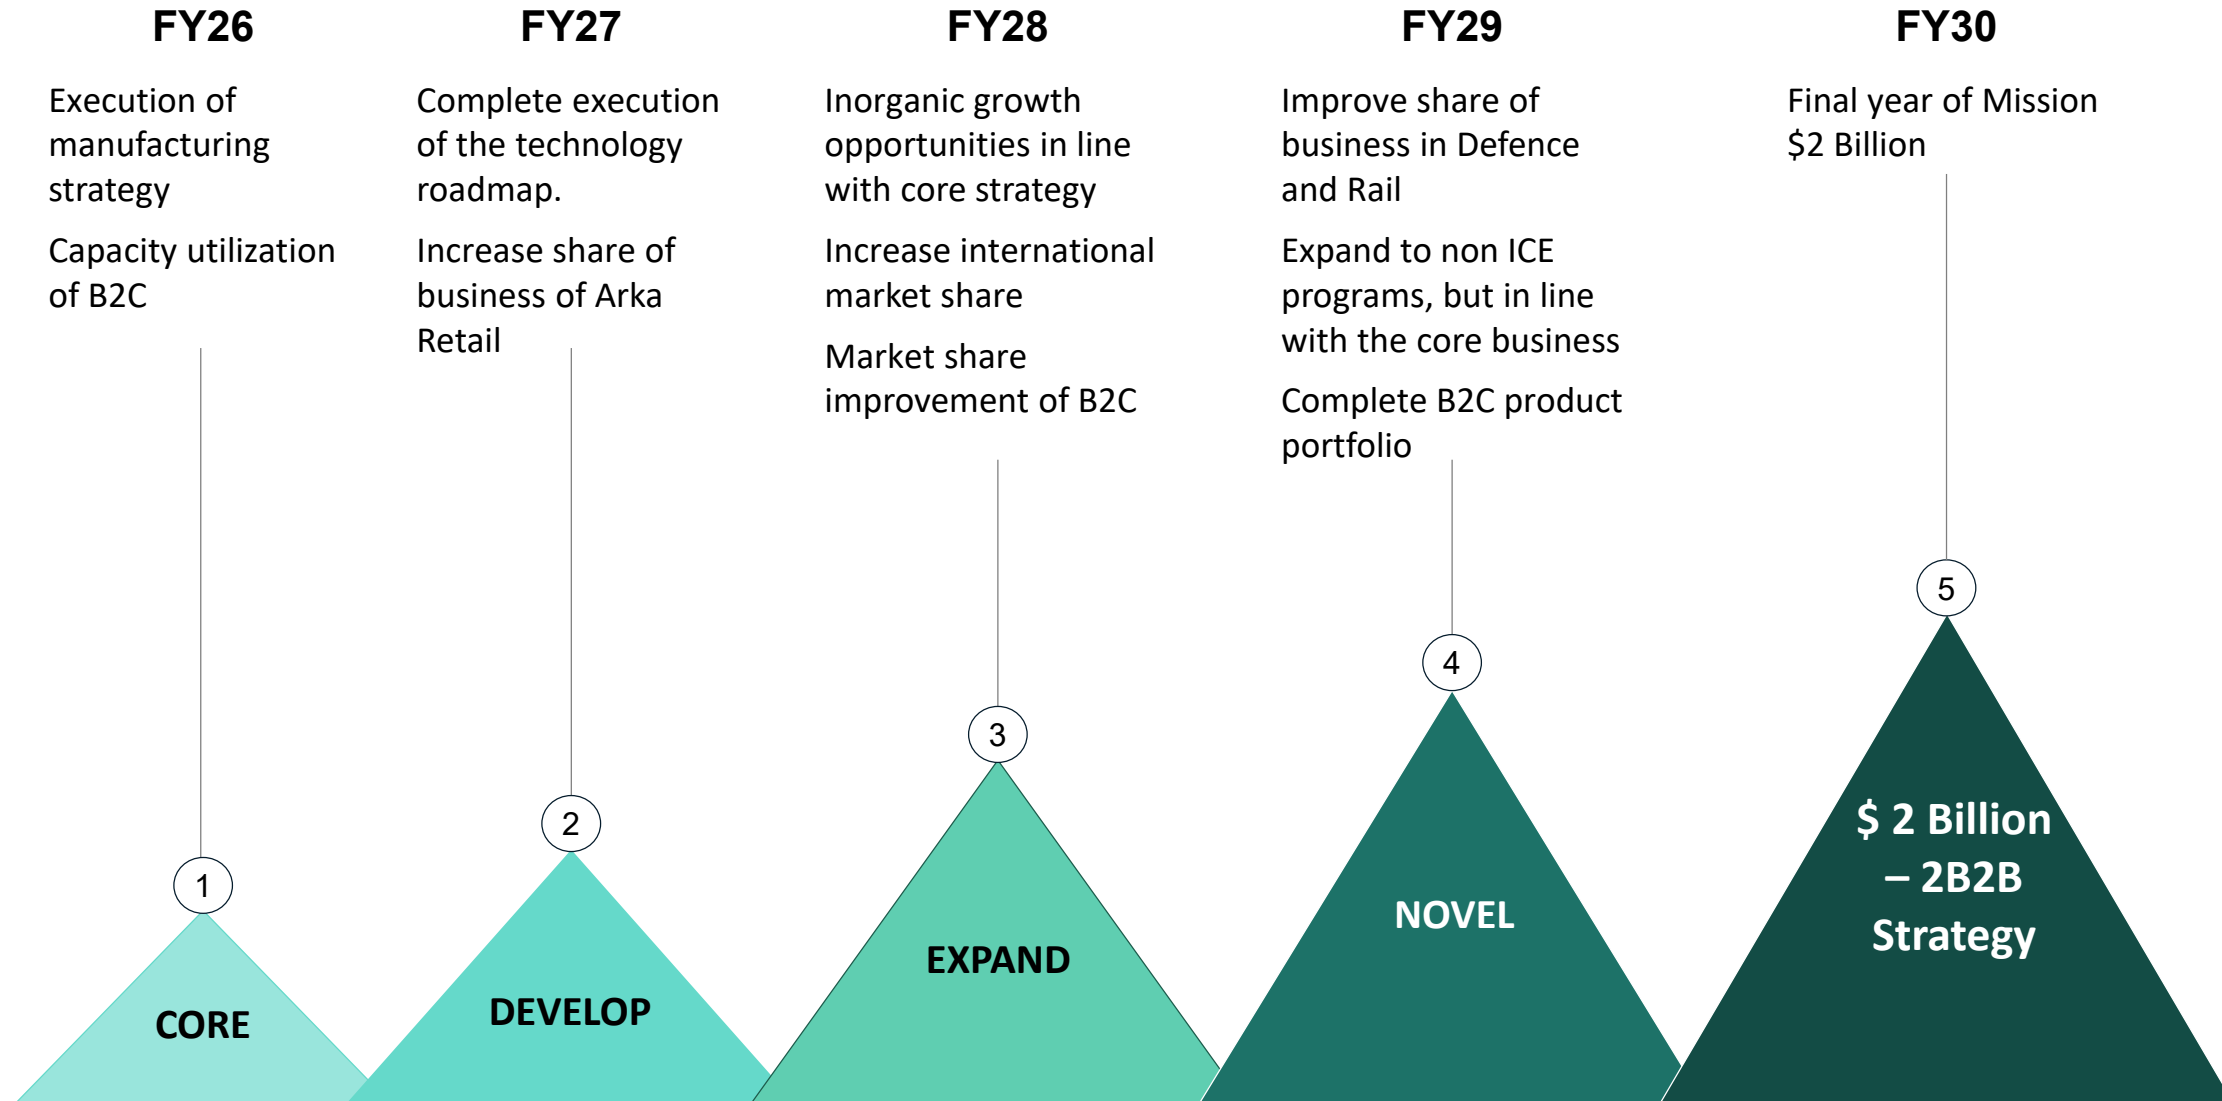 FY26
Execution of
manufacturing
strategy
Capacity utilization
of B2C
1
CORE
FY27
Complete execution
of the technology
roadmap.
Increase share of
business of Arka
Retail
2
DEVELOP
FY28
Inorganic growth
opportunities in line
with core strategy
Increase international
market share
Market share
improvement of B2C
3
EXPAND
FY29
Improve share of
business in Defence
and Rail
Expand to non ICE
programs, but in line
with the core business
Complete B2C product
portfolio
4
NOVEL
FY30
Final year of Mission
$2 Billion
5
$ 2 Billion
– 2B2B
Strategy